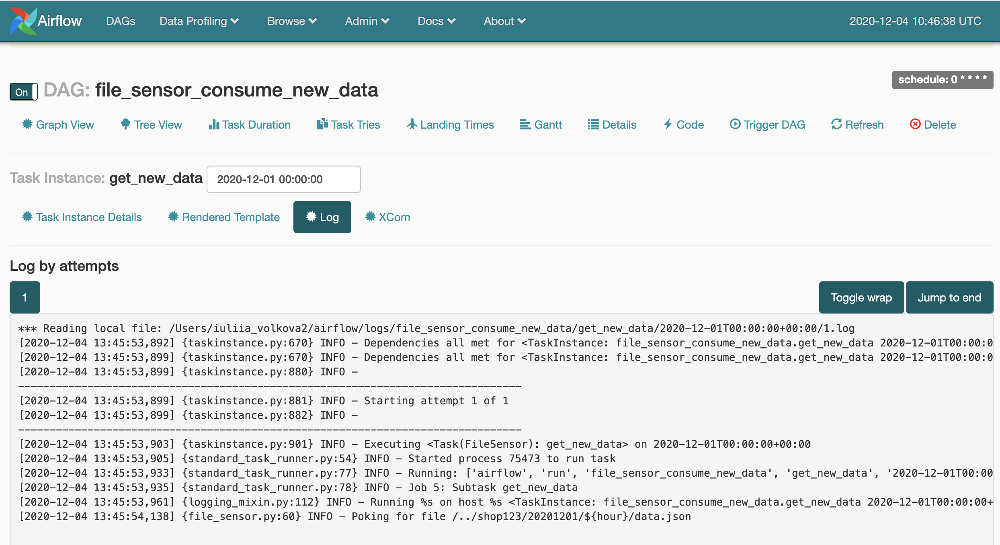 Airflow DAGs Data Profiling Browse Admin Docs About 2020-12-04 10:46:38 UTC
schedule: 0 * * * *
On DAG: file_sensor_consume_new_data
Graph View Tree View Task Duration Task Tries Landing Times Gantt Details Code Trigger DAG Refresh Delete
Task Instance: get_new_data 2020-12-01 00:00:00
Task Instance Details Rendered Template Log XCom
Log by attempts
1 Toggle wrap Jump to end
*** Reading local file: /Users/iuliia_volkova2/airflow/logs/file_sensor_consume_new_data/get_new_data/2020-12-01T00:00:00+00:00/1.log
[2020-12-04 13:45:53,892] {taskinstance.py:670} INFO - Dependencies all met for <TaskInstance: file_sensor_consume_new_data.get_new_data 2020-12-01T00:00:0
[2020-12-04 13:45:53,899] {taskinstance.py:670} INFO - Dependencies all met for <TaskInstance: file_sensor_consume_new_data.get_new_data 2020-12-01T00:00:0
[2020-12-04 13:45:53,899] {taskinstance.py:880} INFO -
--------------------------------------------------------------------------------
[2020-12-04 13:45:53,899] {taskinstance.py:881} INFO - Starting attempt 1 of 1
[2020-12-04 13:45:53,899] {taskinstance.py:882} INFO -
--------------------------------------------------------------------------------
[2020-12-04 13:45:53,903] {taskinstance.py:901} INFO - Executing <Task(FileSensor): get_new_data> on 2020-12-01T00:00:00+00:00
[2020-12-04 13:45:53,905] {standard_task_runner.py:54} INFO - Started process 75473 to run task
[2020-12-04 13:45:53,933] {standard_task_runner.py:77} INFO - Running: ['airflow', 'run', 'file_sensor_consume_new_data', 'get_new_data', '2020-12-01T00:00
[2020-12-04 13:45:53,935] {standard_task_runner.py:78} INFO - Job 5: Subtask get_new_data
[2020-12-04 13:45:53,961] {logging_mixin.py:112} INFO - Running %s on host %s <TaskInstance: file_sensor_consume_new_data.get_new_data 2020-12-01T00:00:00+
[2020-12-04 13:45:54,138] {file_sensor.py:60} INFO - Poking for file /../shop123/20201201/${hour}/data.json